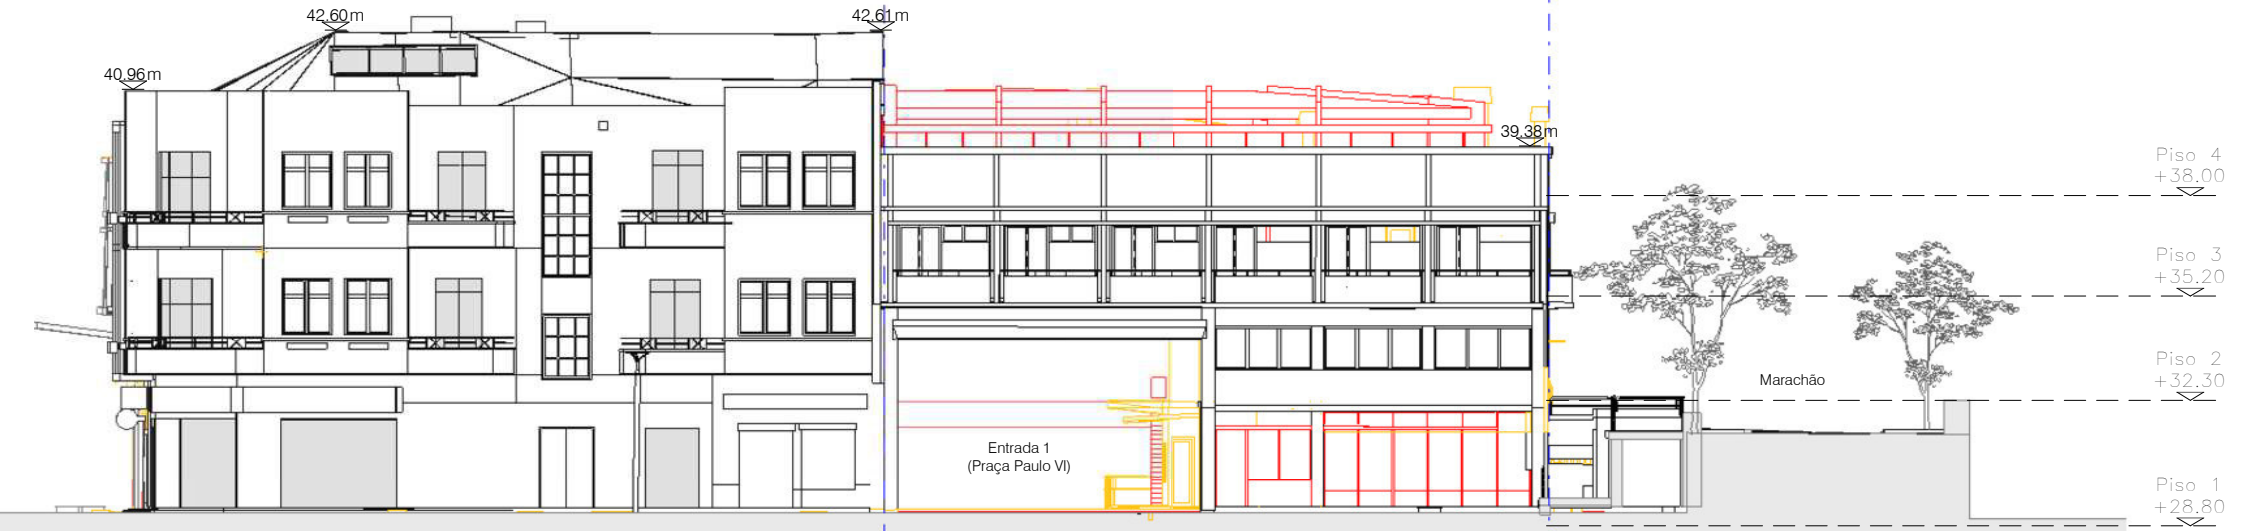 42.60m
42.61m
40.96m
39.38m
Piso 4
+38.00
Piso 3
+35.20
Piso 2
+32.30
Marachão
Entrada 1
(Praça Paulo VI)
Piso 1
+28.80